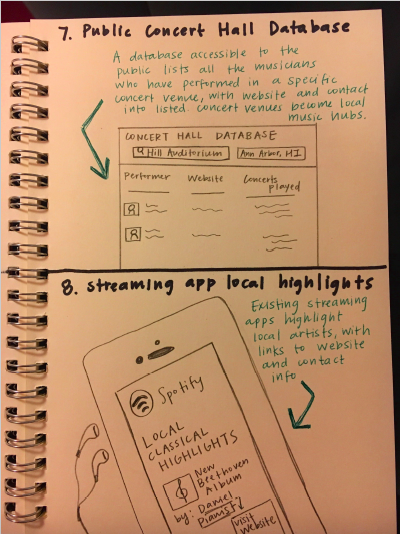 7. Public Concert Hall Database
A database accessible to the
public lists all the musicians
who have performed in a specific
concert venue, with website and contact
info listed. Concert venues become local
music hubs.
CONCERT HALL DATABASE
Hill Auditorium Ann Arbor, MI
Performer Website Concerts
played
8. Streaming app local highlights
Existing streaming
apps highlight
local artists, with
links to website
and contact
info
Spotify
LOCAL
CLASSICAL
HIGHLIGHTS
New
Beethoven
Album
by: Daniel
Pianist
visit
website